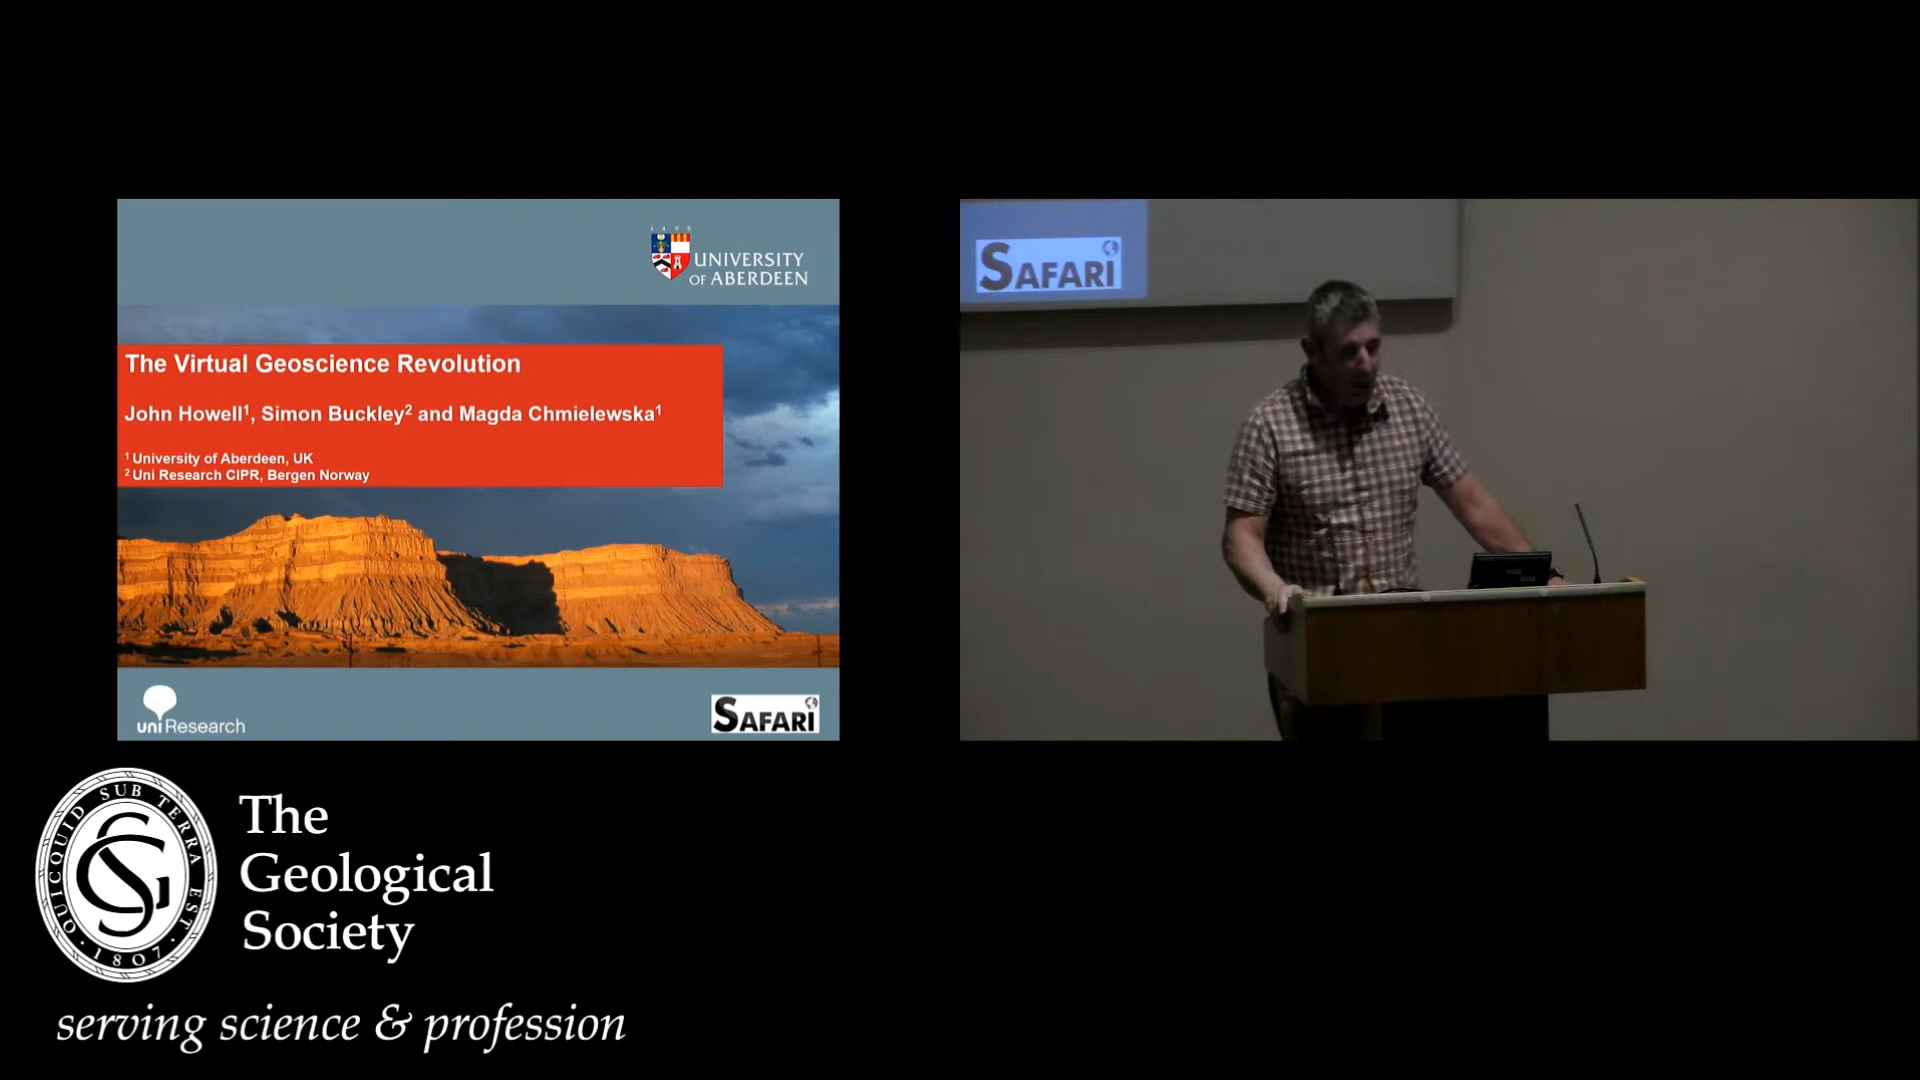 1495
UNIVERSITY
OF ABERDEEN
The Virtual Geoscience Revolution
John Howell¹, Simon Buckley² and Magda Chmielewska¹
¹ University of Aberdeen, UK
² Uni Research CIPR, Bergen Norway
uni Research
SAFARI
SAFARI
QUICQUID SUB TERRA EST
1807
The
Geological
Society
serving science & profession